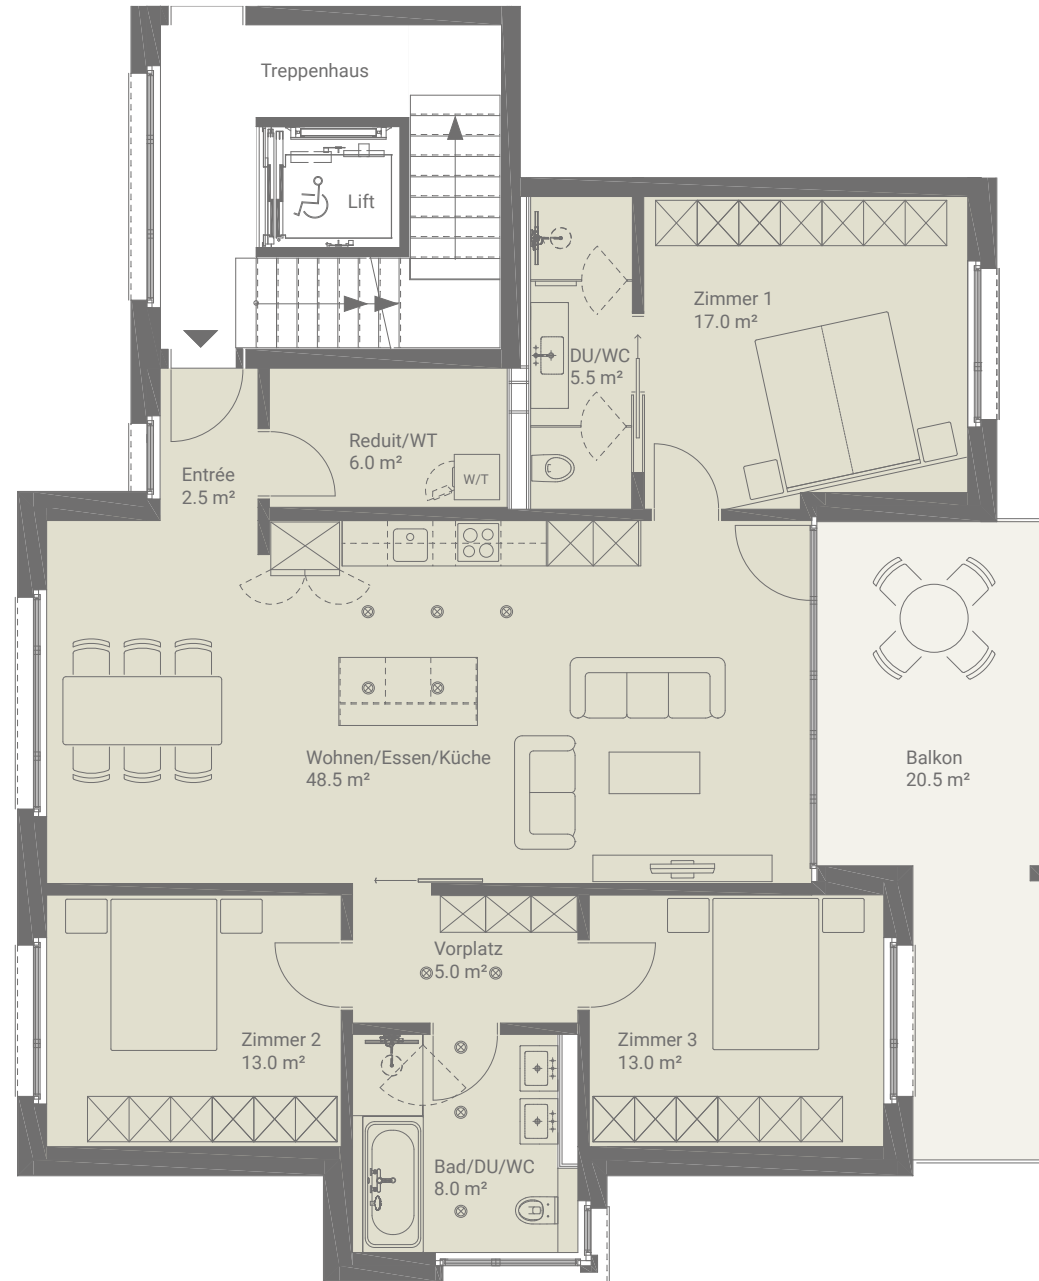 Treppenhaus
Lift
Zimmer 1
17.0 m²
DU/WC
5.5 m²
Reduit/WT
6.0 m²
W/T
Entrée
2.5 m²
Wohnen/Essen/Küche
48.5 m²
Balkon
20.5 m²
Vorplatz
5.0 m²
Zimmer 2
13.0 m²
Zimmer 3
13.0 m²
Bad/DU/WC
8.0 m²